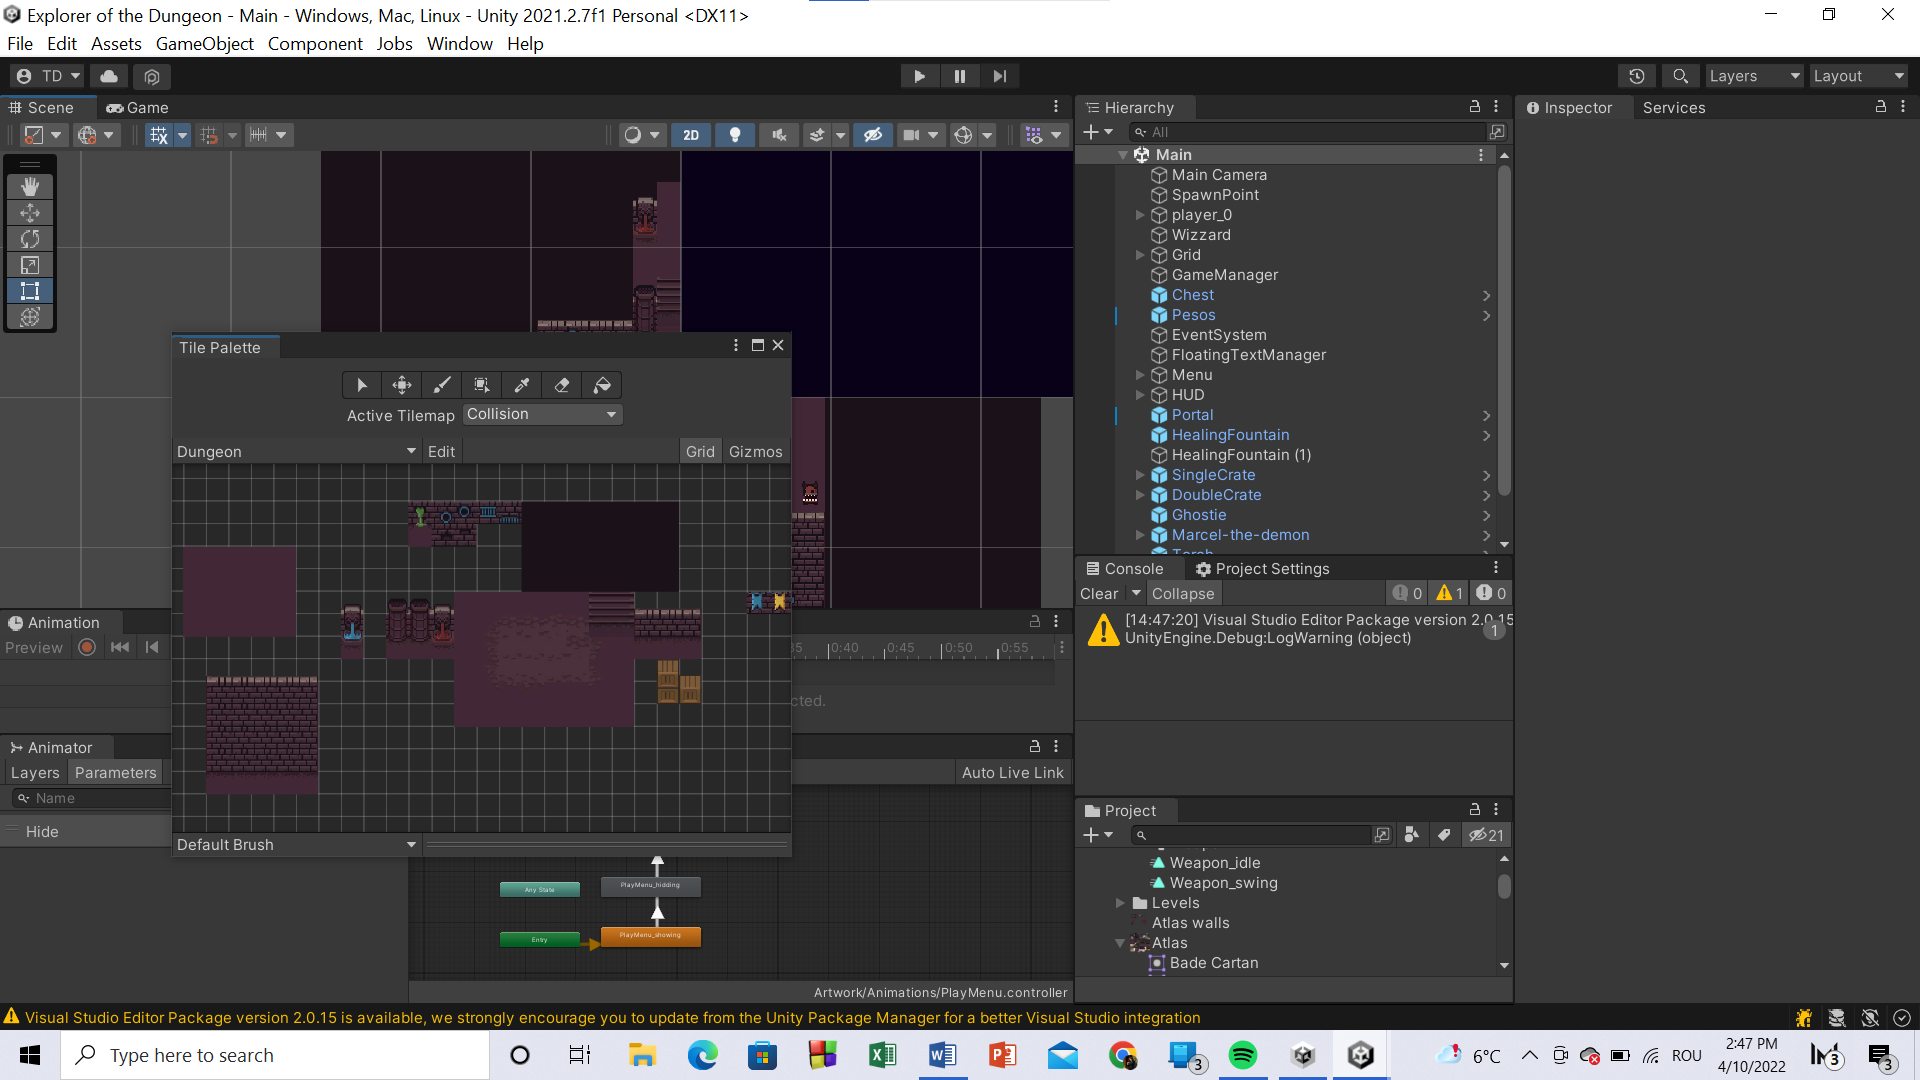 Explorer of the Dungeon - Main - Windows, Mac, Linux - Unity 2021.2.7f1 Personal <DX11>
File Edit Assets GameObject Component Jobs Window Help
TD Layers Layout
Scene Game
2D
Tile Palette
Active Tilemap Collision
Dungeon Edit Grid Gizmos
Default Brush
Animation
Preview
0:40 0:45 0:50 0:55
cted.
Animator
Layers Parameters
Auto Live Link
Name
Hide
Any State
PlayMenu_hidding
Entry
PlayMenu_showing
Artwork/Animations/PlayMenu.controller
Hierarchy
All
Main
Main Camera
SpawnPoint
player_0
Wizzard
Grid
GameManager
Chest
Pesos
EventSystem
FloatingTextManager
Menu
HUD
Portal
HealingFountain
HealingFountain (1)
SingleCrate
DoubleCrate
Ghostie
Marcel-the-demon
Torch
Console Project Settings
Clear Collapse 0 1 0
[14:47:20] Visual Studio Editor Package version 2.0.15
UnityEngine.Debug:LogWarning (object)
1
Project
21
Weapon_idle
Weapon_swing
Levels
Atlas walls
Atlas
Bade Cartan
Inspector Services
Visual Studio Editor Package version 2.0.15 is available, we strongly encourage you to update from the Unity Package Manager for a better Visual Studio integration
Type here to search
3
6°C
ROU
2:47 PM
4/10/2022
3
3